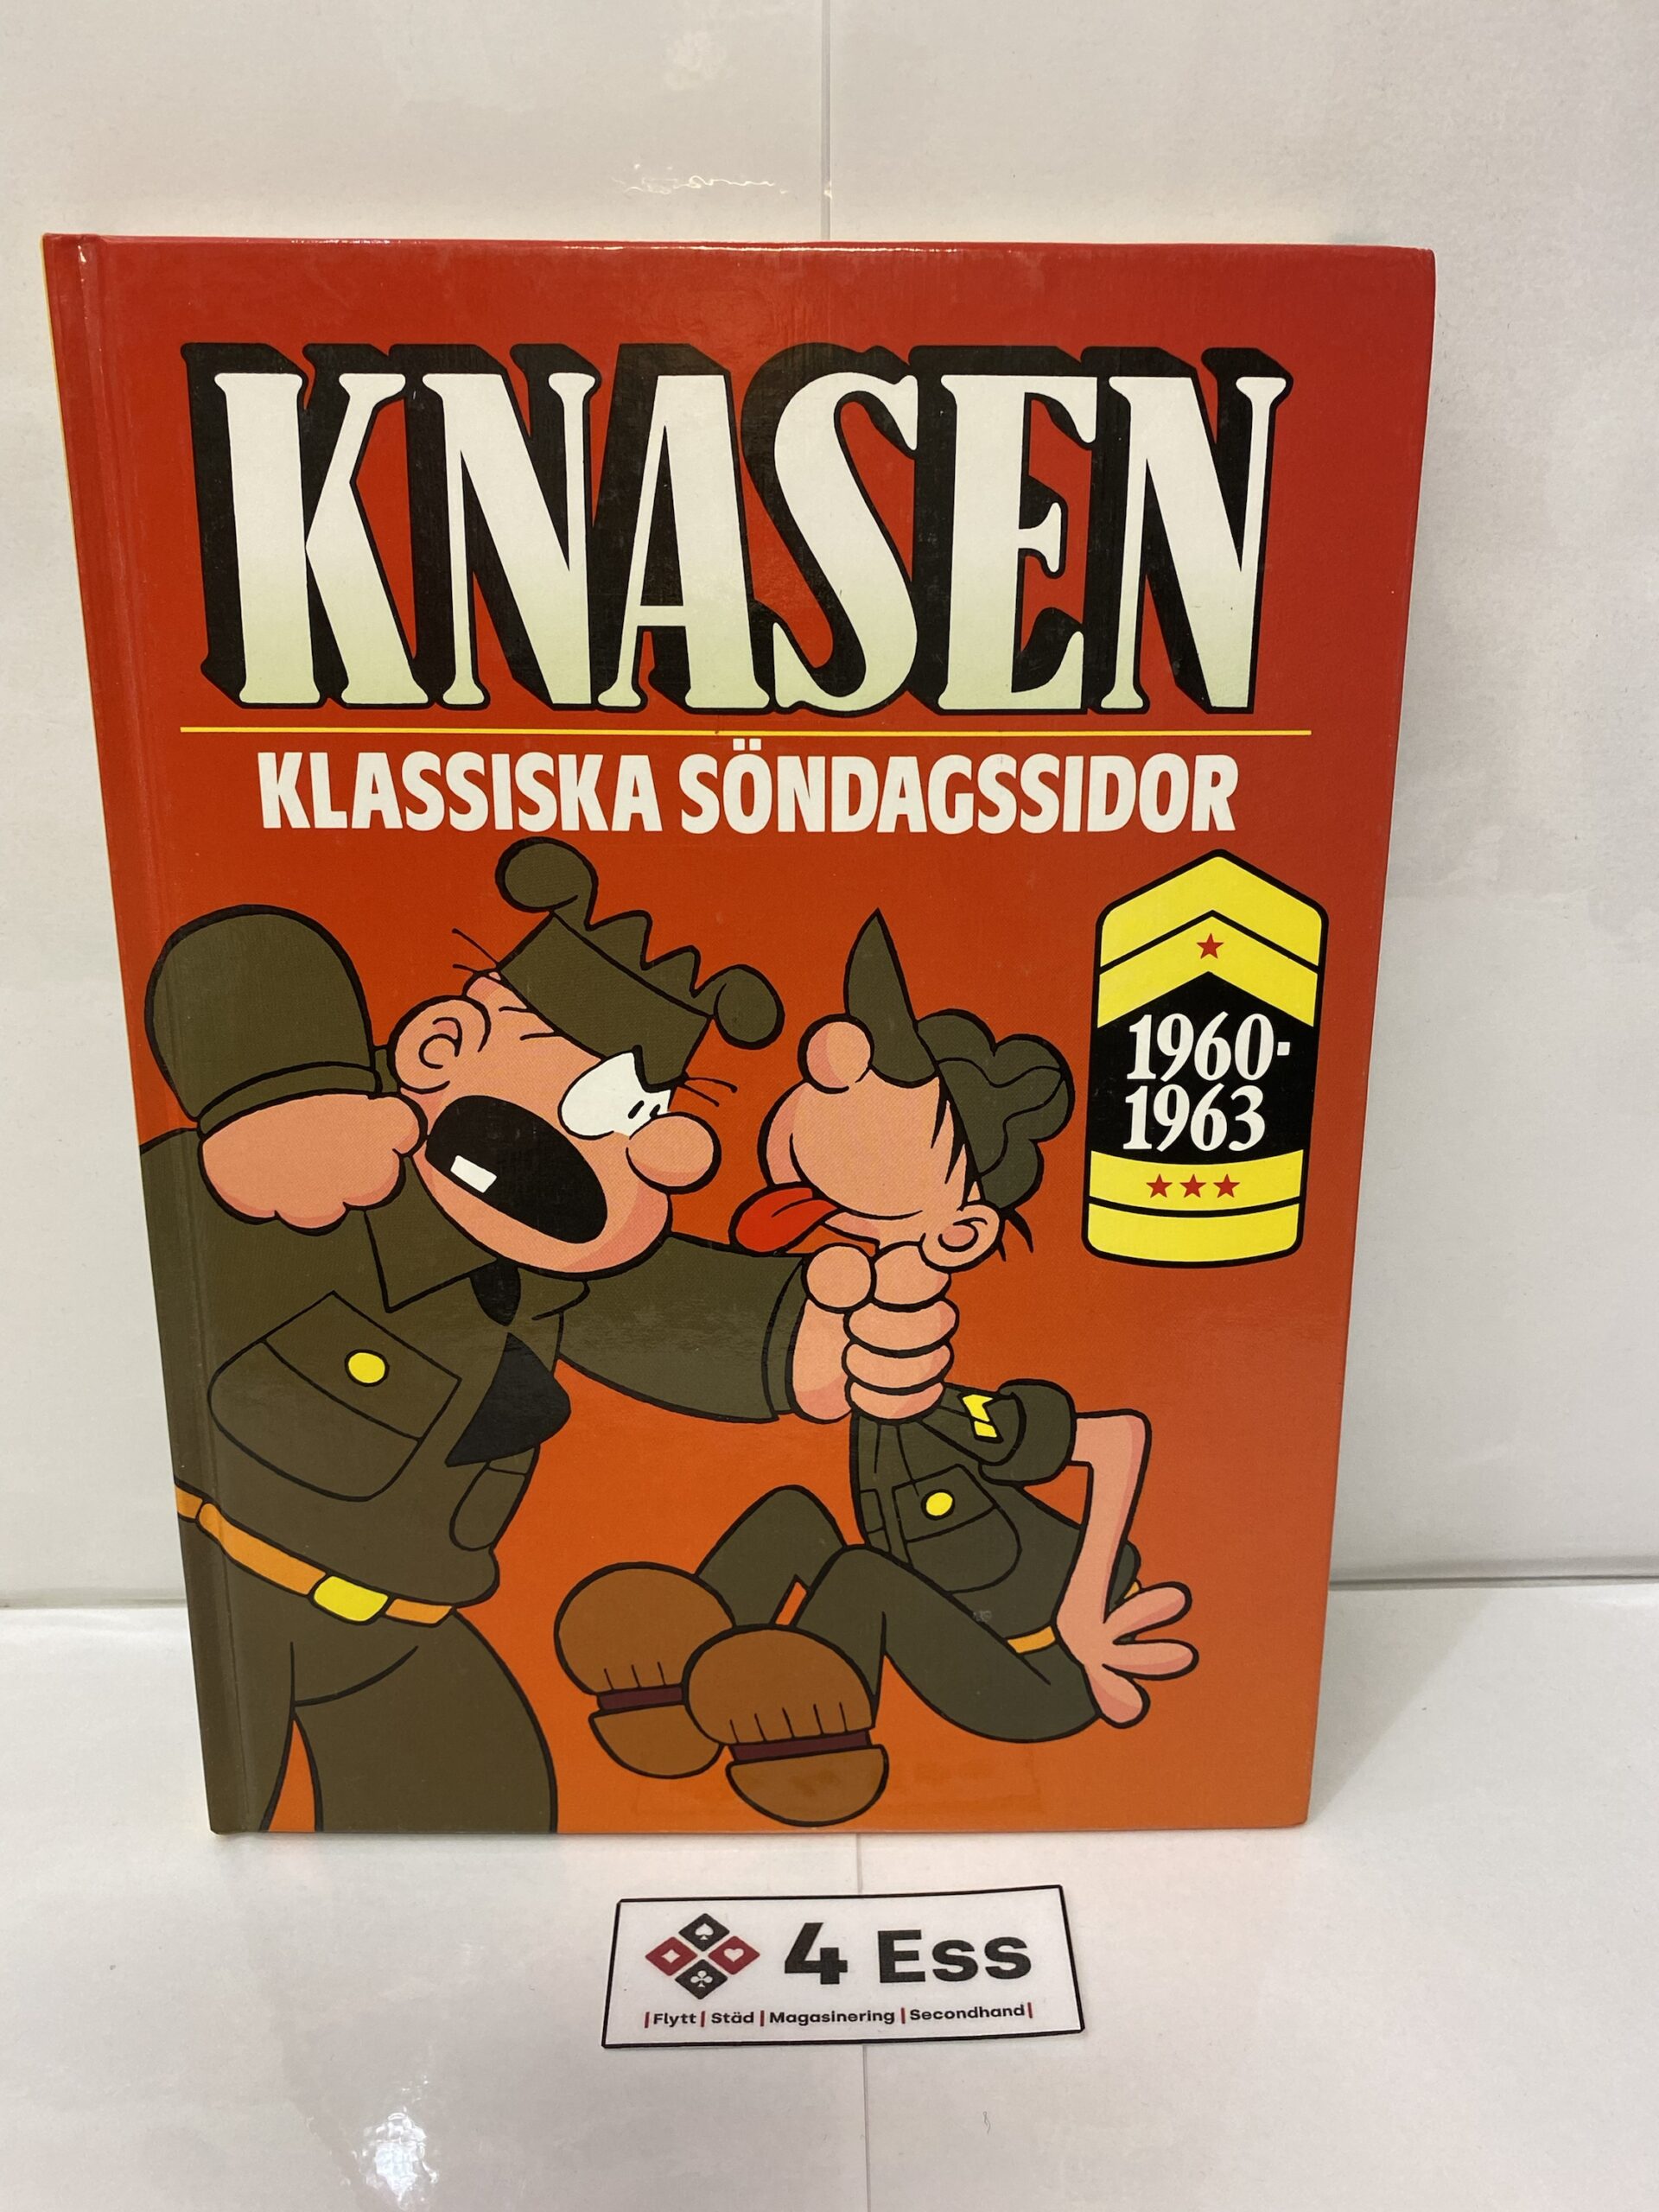 KNASEN
KLASSISKA SÖNDAGSSIDOR
1960-
1963
4 Ess
|Flytt| Städ |Magasinering |Secondhand|